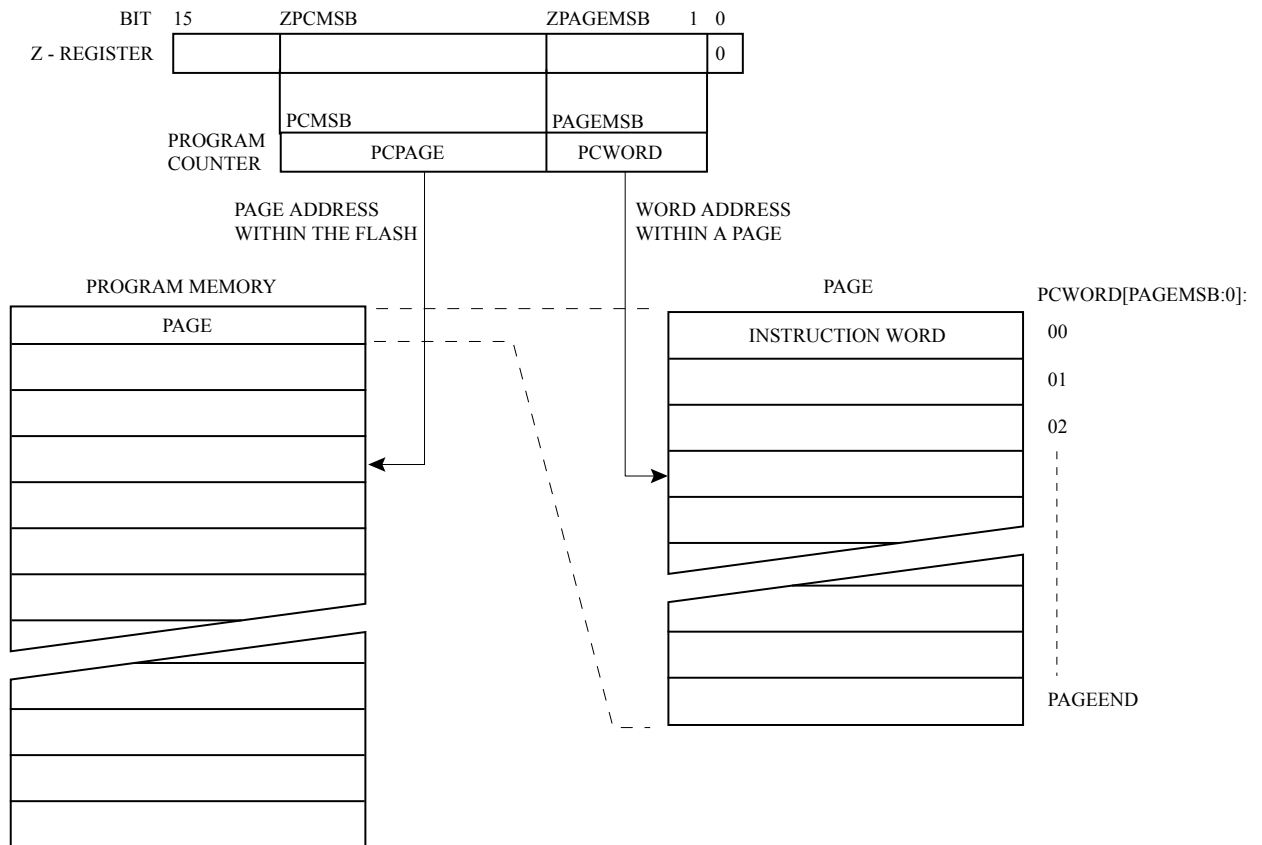 BIT 15 ZPCMSB ZPAGEMSB 1 0
Z - REGISTER 0
PCMSB PAGEMSB
PROGRAM
COUNTER
PCPAGE PCWORD
PAGE ADDRESS
WITHIN THE FLASH
WORD ADDRESS
WITHIN A PAGE
PROGRAM MEMORY
PAGE
PAGE
PCWORD[PAGEMSB:0]:
INSTRUCTION WORD
00
01
02
PAGEEND